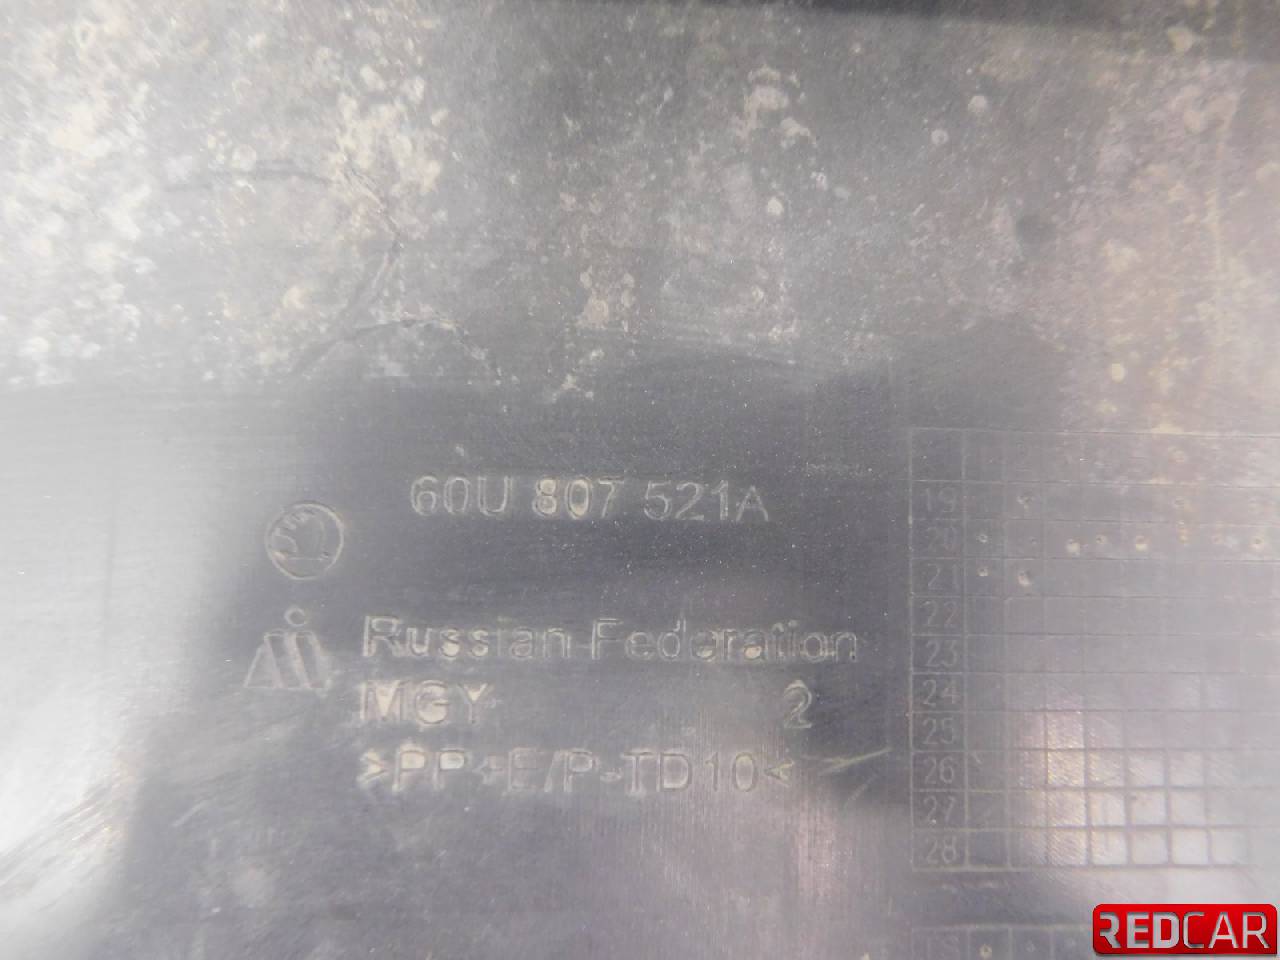 60U 807 521A
Russian Federation
MGY 2
>PP+E/P-TD10<
19
20
21
22
23
24
25
26
27
28
REDCAR